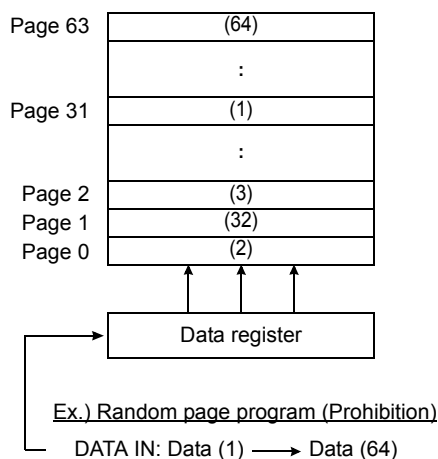 Page 63 (64)
:
Page 31 (1)
:
Page 2 (3)
Page 1 (32)
Page 0 (2)
Data register
Ex.) Random page program (Prohibition)
DATA IN: Data (1) Data (64)